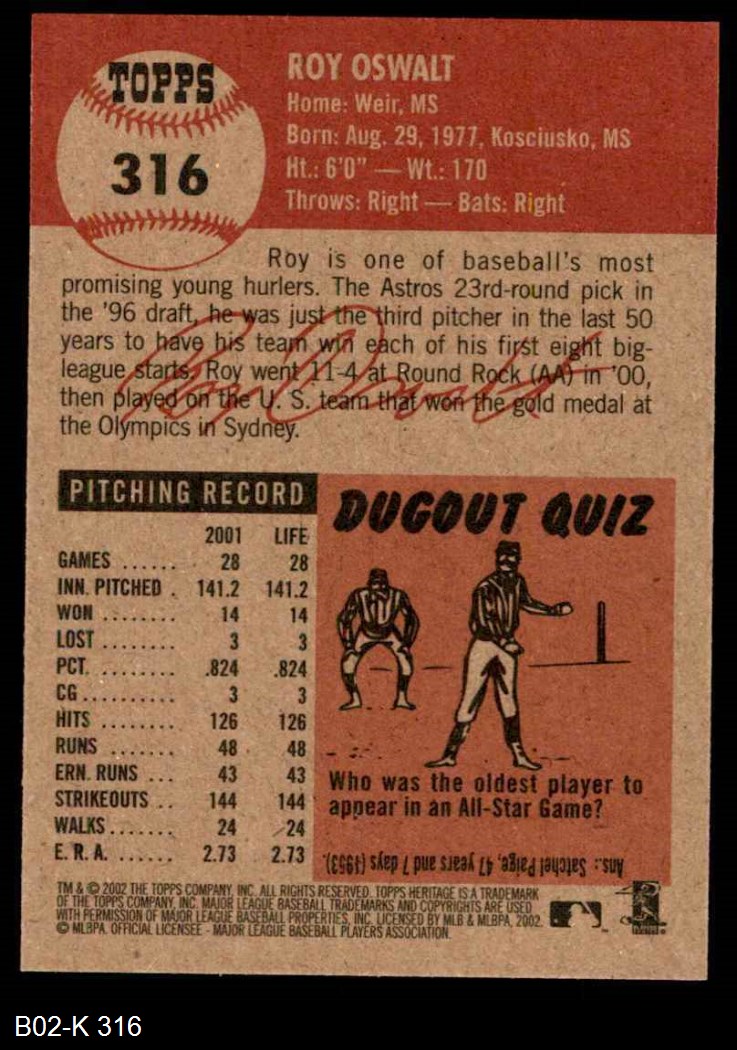 TOPPS
316
ROY OSWALT
Home: Weir, MS
Born: Aug. 29, 1977, Kosciusko, MS
Ht.: 6'0" — Wt.: 170
Throws: Right — Bats: Right
Roy is one of baseball's most
promising young hurlers. The Astros 23rd-round pick in
the '96 draft, he was just the third pitcher in the last 50
years to have his team win each of his first eight big-
league starts. Roy went 11-4 at Round Rock (AA) in '00,
then played on the U. S. team that won the gold medal at
the Olympics in Sydney.
Roy Oswalt
PITCHING RECORD
2001 LIFE
GAMES ...... 28 28
INN. PITCHED . 141.2 141.2
WON ........ 14 14
LOST ........ 3 3
PCT. ........ .824 .824
CG.......... 3 3
HITS ....... 126 126
RUNS ....... 48 48
ERN. RUNS ... 43 43
STRIKEOUTS .. 144 144
WALKS....... 24 24
E. R. A. ...... 2.73 2.73
DUGOUT QUIZ
Who was the oldest player to
appear in an All-Star Game?
Ans.: Satchel Paige, 47 years and 7 days (1953).
TM & © 2002 THE TOPPS COMPANY, INC. ALL RIGHTS RESERVED. TOPPS HERITAGE IS A TRADEMARK
OF THE TOPPS COMPANY, INC. MAJOR LEAGUE BASEBALL TRADEMARKS AND COPYRIGHTS ARE USED
WITH PERMISSION OF MAJOR LEAGUE BASEBALL PROPERTIES, INC. LICENSED BY MLB & MLBPA, 2002.
© MLBPA. OFFICIAL LICENSEE - MAJOR LEAGUE BASEBALL PLAYERS ASSOCIATION.
B02-K 316